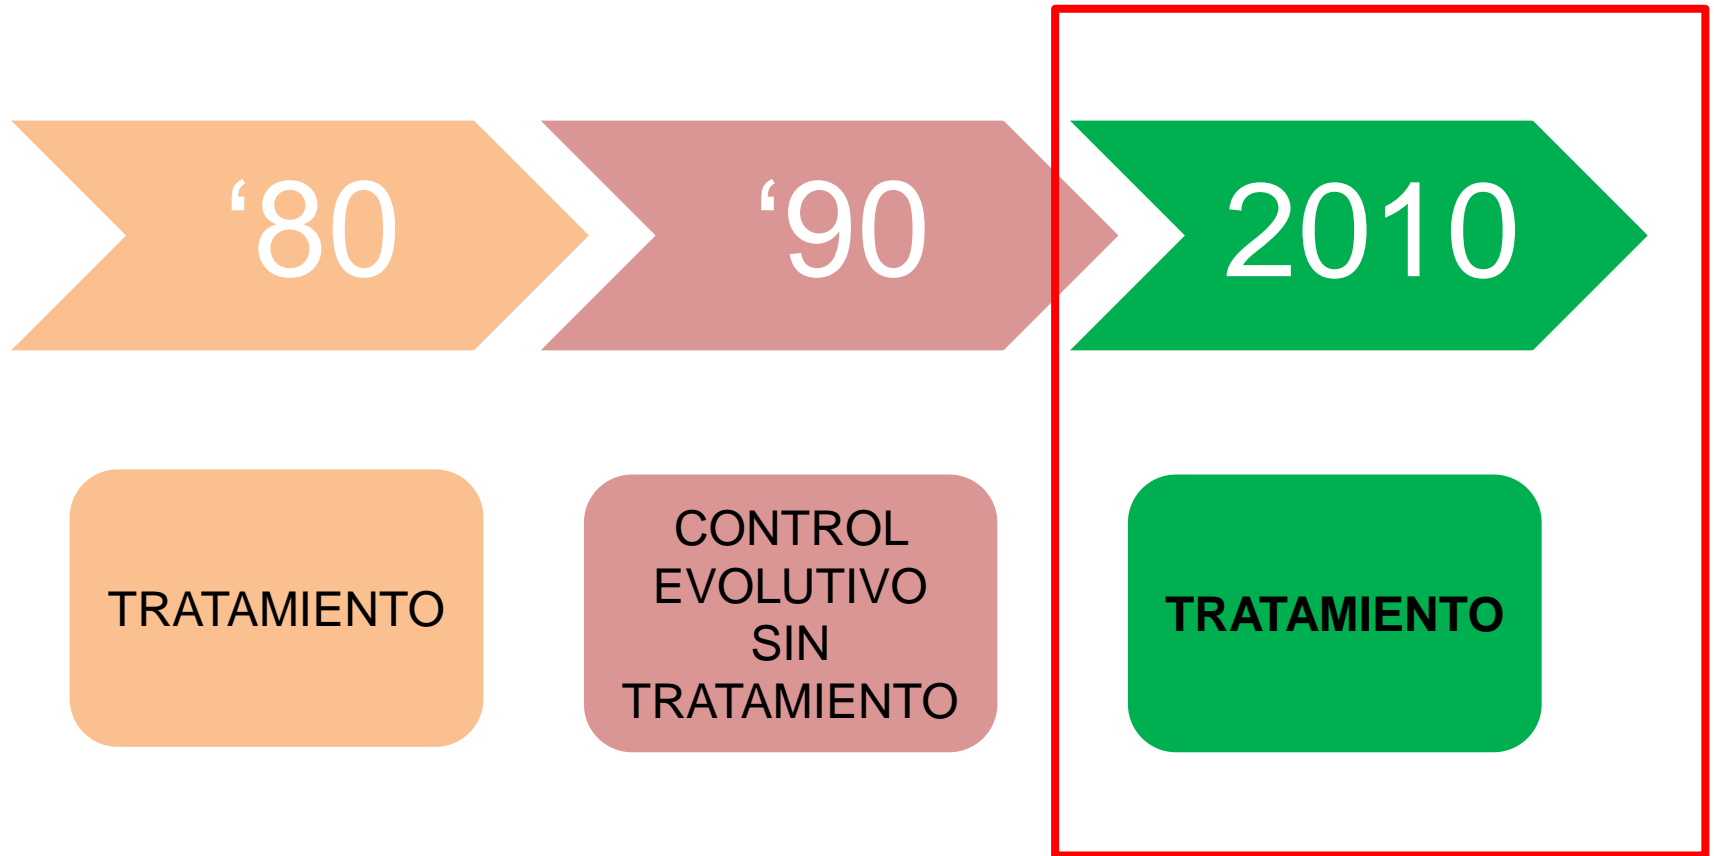 ‘80
‘90
2010
TRATAMIENTO
CONTROL
EVOLUTIVO
SIN
TRATAMIENTO
TRATAMIENTO